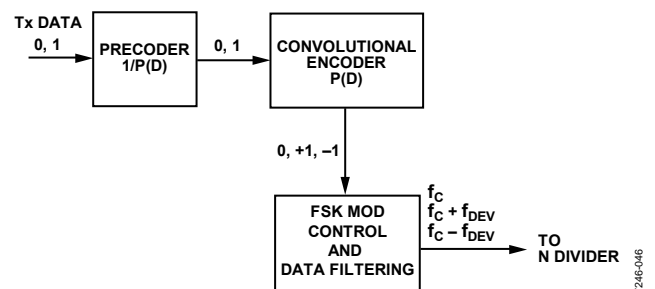 Tx DATA
0, 1
PRECODER
1/P(D)
0, 1
CONVOLUTIONAL
ENCODER
P(D)
0, +1, –1
FSK MOD
CONTROL
AND
DATA FILTERING
fC
fC + fDEV
fC – fDEV
TO
N DIVIDER
246-046